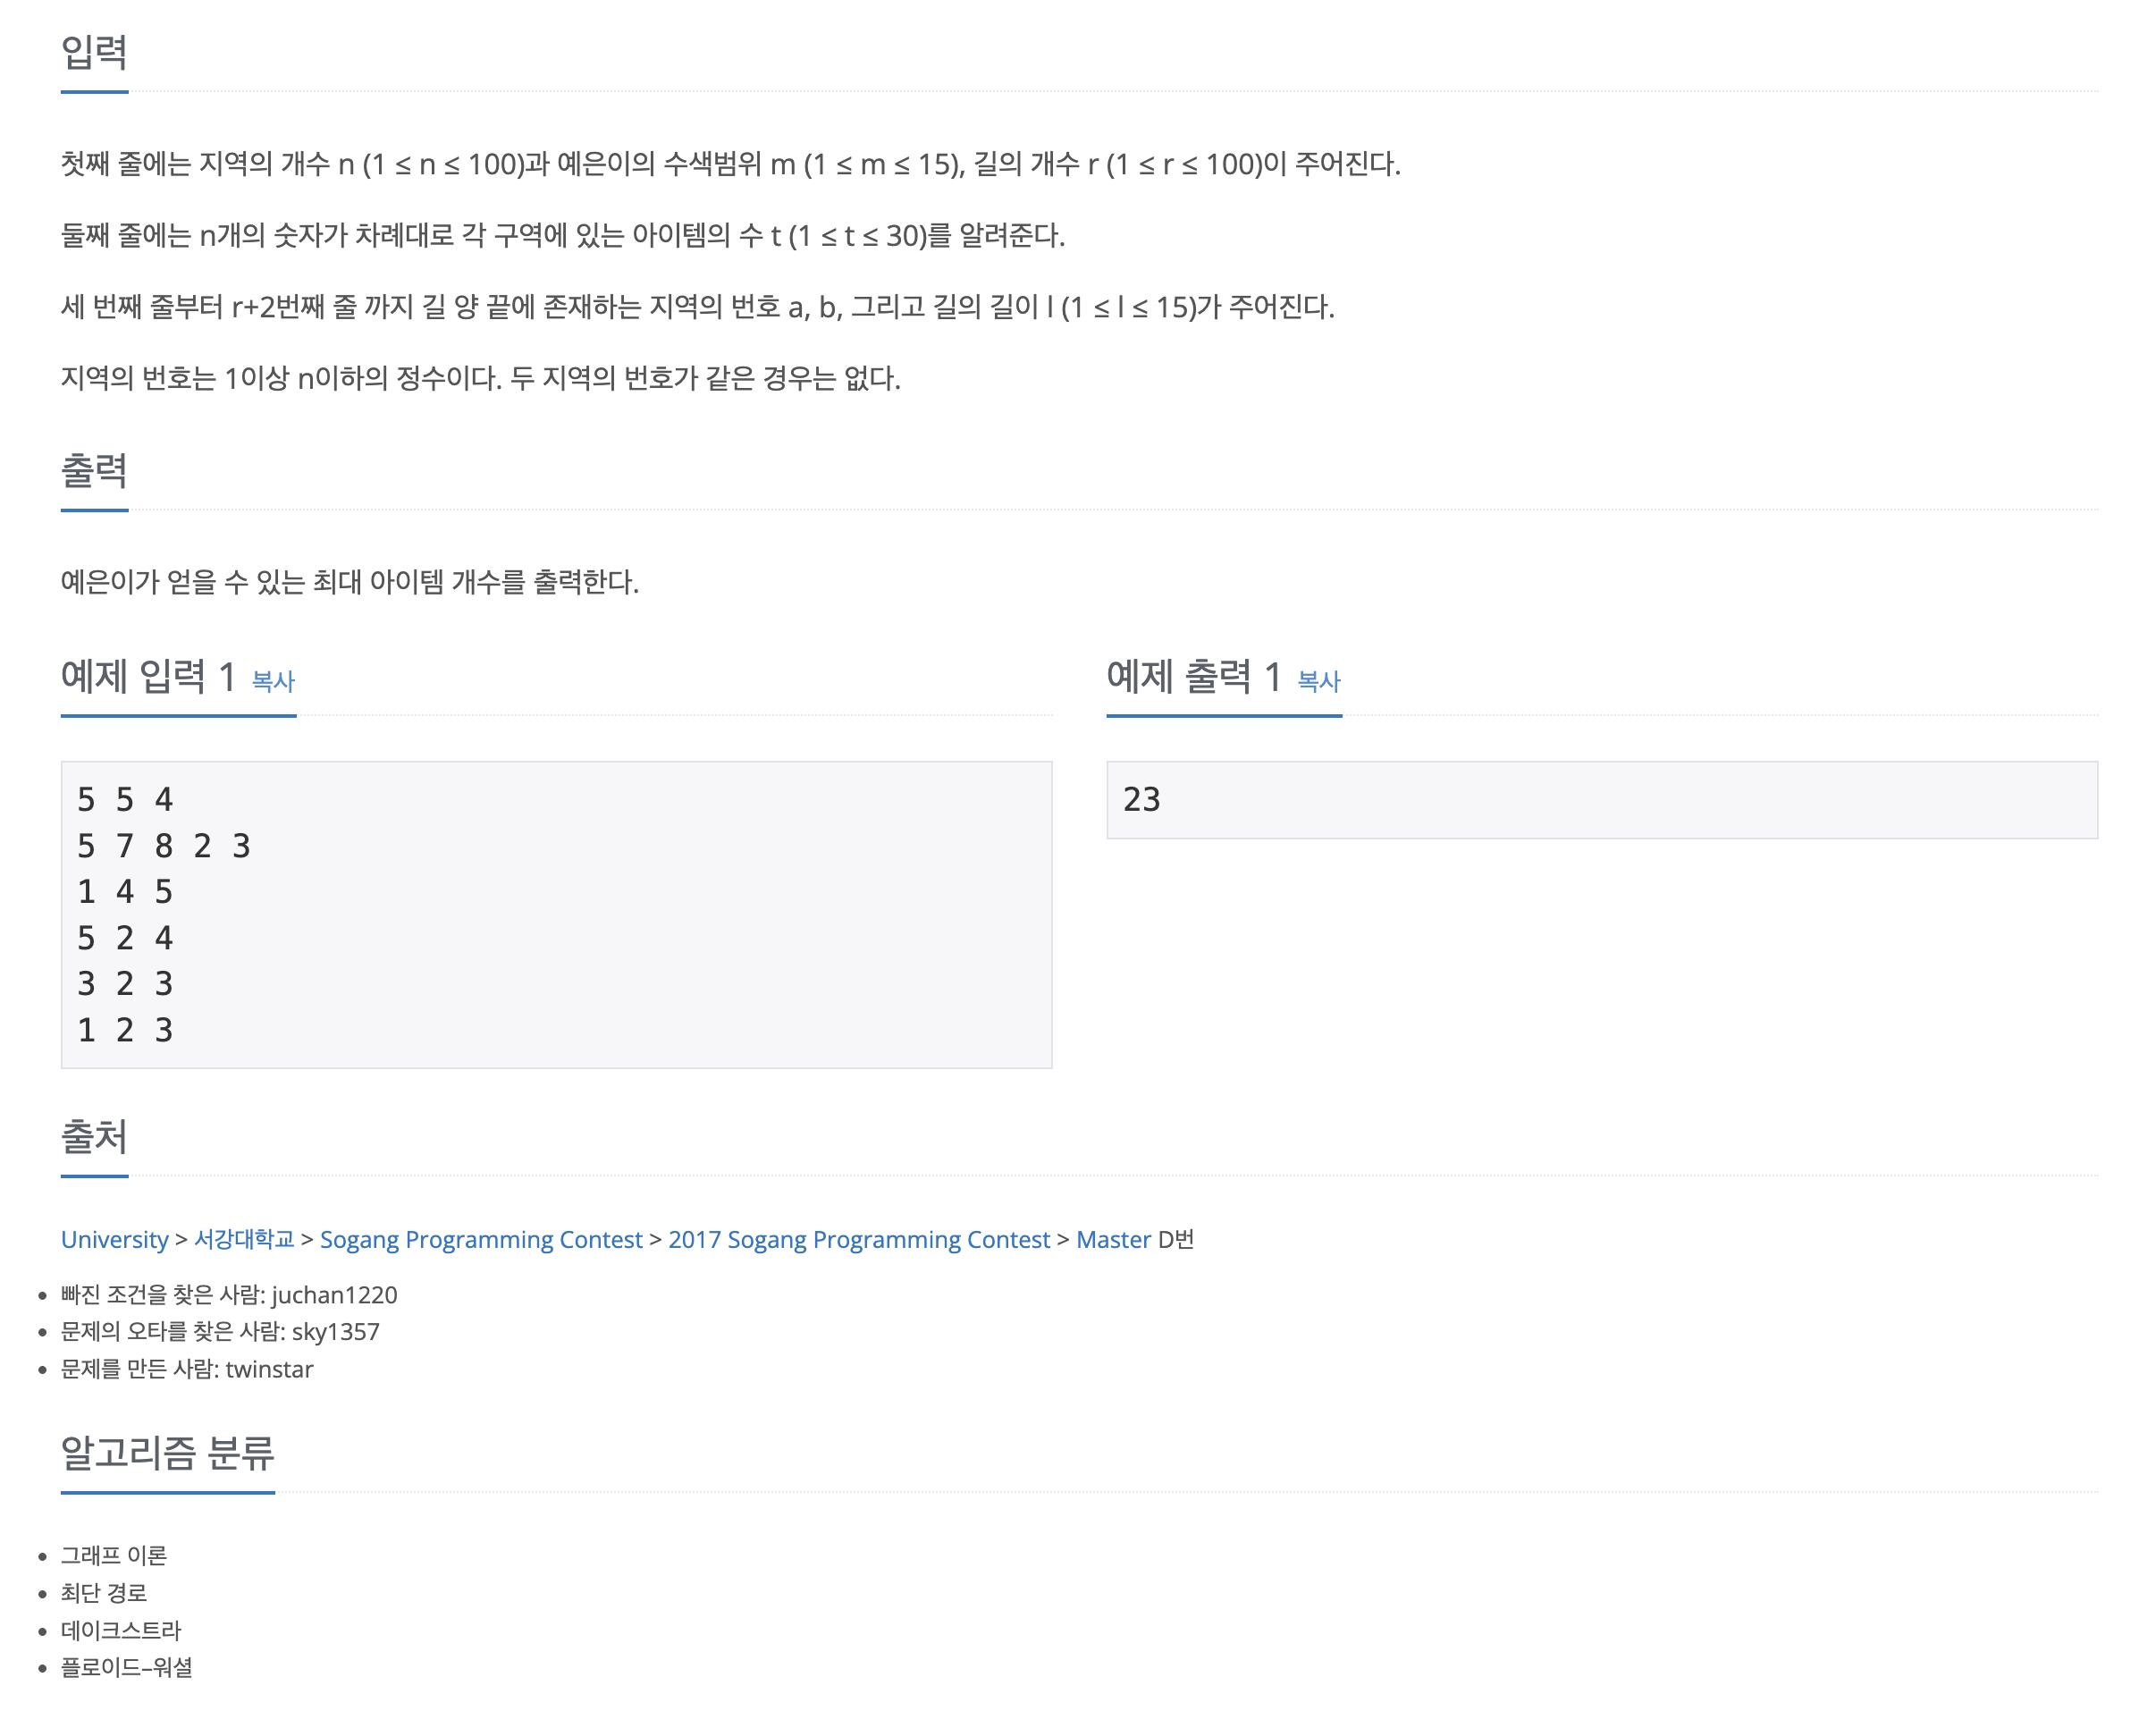 입력
첫째 줄에는 지역의 개수 n (1 ≤ n ≤ 100)과 예은이의 수색범위 m (1 ≤ m ≤ 15), 길의 개수 r (1 ≤ r ≤ 100)이 주어진다.
둘째 줄에는 n개의 숫자가 차례대로 각 구역에 있는 아이템의 수 t (1 ≤ t ≤ 30)를 알려준다.
세 번째 줄부터 r+2번째 줄 까지 길 양 끝에 존재하는 지역의 번호 a, b, 그리고 길의 길이 l (1 ≤ l ≤ 15)가 주어진다.
지역의 번호는 1이상 n이하의 정수이다. 두 지역의 번호가 같은 경우는 없다.
출력
예은이가 얻을 수 있는 최대 아이템 개수를 출력한다.
예제 입력 1 복사
5 5 4
5 7 8 2 3
1 4 5
5 2 4
3 2 3
1 2 3
예제 출력 1 복사
23
출처
University > 서강대학교 > Sogang Programming Contest > 2017 Sogang Programming Contest > Master D번
• 빠진 조건을 찾은 사람: juchan1220
• 문제의 오타를 찾은 사람: sky1357
• 문제를 만든 사람: twinstar
알고리즘 분류
• 그래프 이론
• 최단 경로
• 데이크스트라
• 플로이드–워셜